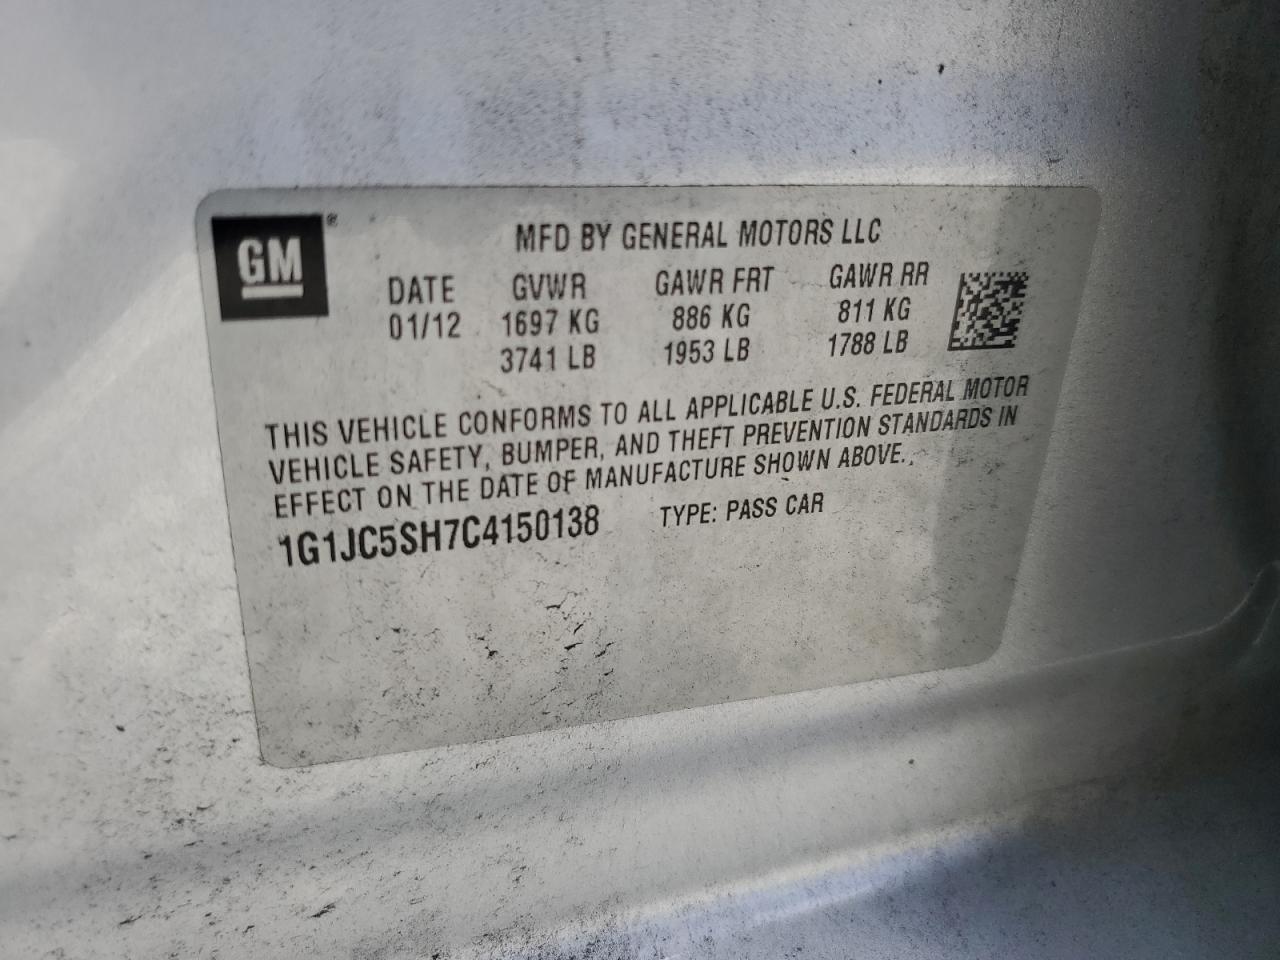 GM®
MFD BY GENERAL MOTORS LLC
DATE GVWR GAWR FRT GAWR RR
01/12 1697 KG 886 KG 811 KG
3741 LB 1953 LB 1788 LB
THIS VEHICLE CONFORMS TO ALL APPLICABLE U.S. FEDERAL MOTOR
VEHICLE SAFETY, BUMPER, AND THEFT PREVENTION STANDARDS IN
EFFECT ON THE DATE OF MANUFACTURE SHOWN ABOVE.
1G1JC5SH7C4150138 TYPE: PASS CAR